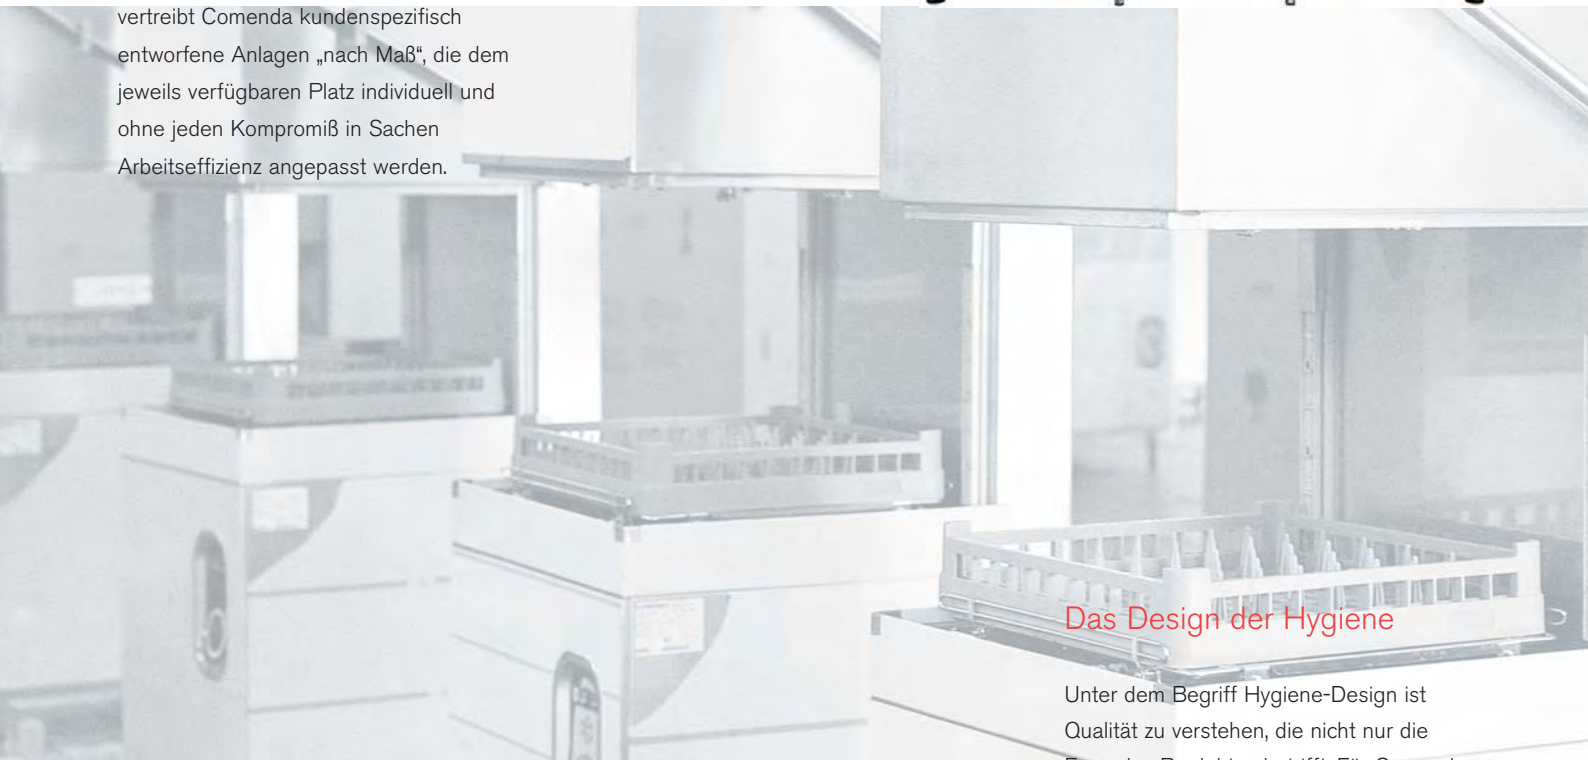 vertreibt Comenda kundenspezifisch
entworfene Anlagen „nach Maß“, die dem
jeweils verfügbaren Platz individuell und
ohne jeden Kompromiß in Sachen
Arbeitseffizienz angepasst werden.
Das Design der Hygiene
Unter dem Begriff Hygiene-Design ist
Qualität zu verstehen, die nicht nur die